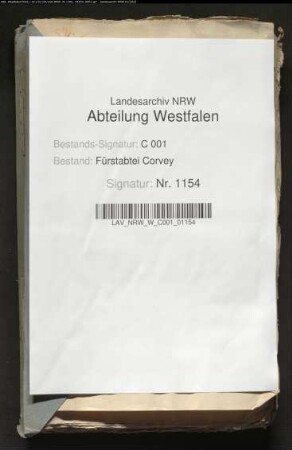 Landesarchiv NRW
Abteilung Westfalen
Bestands-Signatur: C 001
Bestand: Fürstabtei Corvey
Signatur: Nr. 1154
LAV_NRW_W_C001_01154